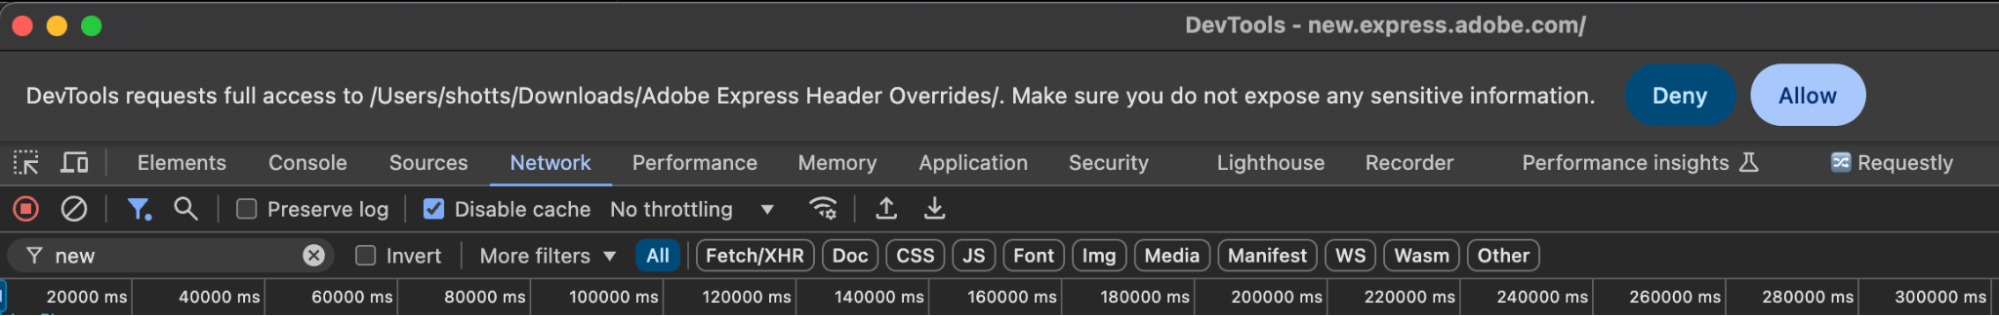 DevTools - new.express.adobe.com/
DevTools requests full access to /Users/shotts/Downloads/Adobe Express Header Overrides/. Make sure you do not expose any sensitive information. Deny Allow
Elements Console Sources Network Performance Memory Application Security Lighthouse Recorder Performance insights Requestly
Preserve log Disable cache No throttling
new Invert More filters All Fetch/XHR Doc CSS JS Font Img Media Manifest WS Wasm Other
20000 ms 40000 ms 60000 ms 80000 ms 100000 ms 120000 ms 140000 ms 160000 ms 180000 ms 200000 ms 220000 ms 240000 ms 260000 ms 280000 ms 300000 ms